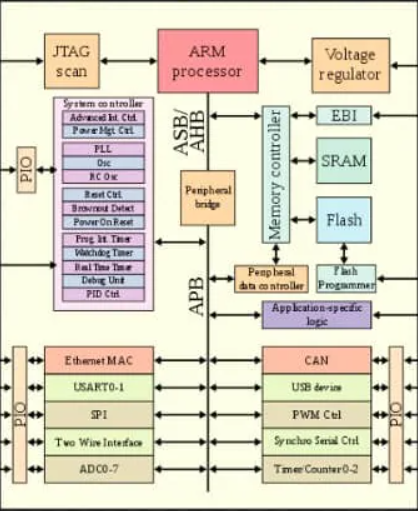 JTAG
scan
ARM
processor
Voltage
regulator
System controller
Advanced Int. Ctrl.
Power Mgt. Ctrl.
PLL
Osc
RC Osc
Reset Ctrl.
Brownout Detect
Power On Reset
Prog. Int. Timer
Watchdog Timer
Real Time Timer
Debug Unit
PID Ctrl.
PIO
ASB/
AHB
Peripheral
bridge
APB
Memory controller
EBI
SRAM
Flash
Peripheral
data controller
Flash
Programmer
Application-specific
logic
PIO
Ethernet MAC
USART0-1
SPI
Two Wire Interface
ADC0-7
CAN
USB device
PWM Ctrl
Synchro Serial Ctrl
Timer/Counter 0-2
PIO